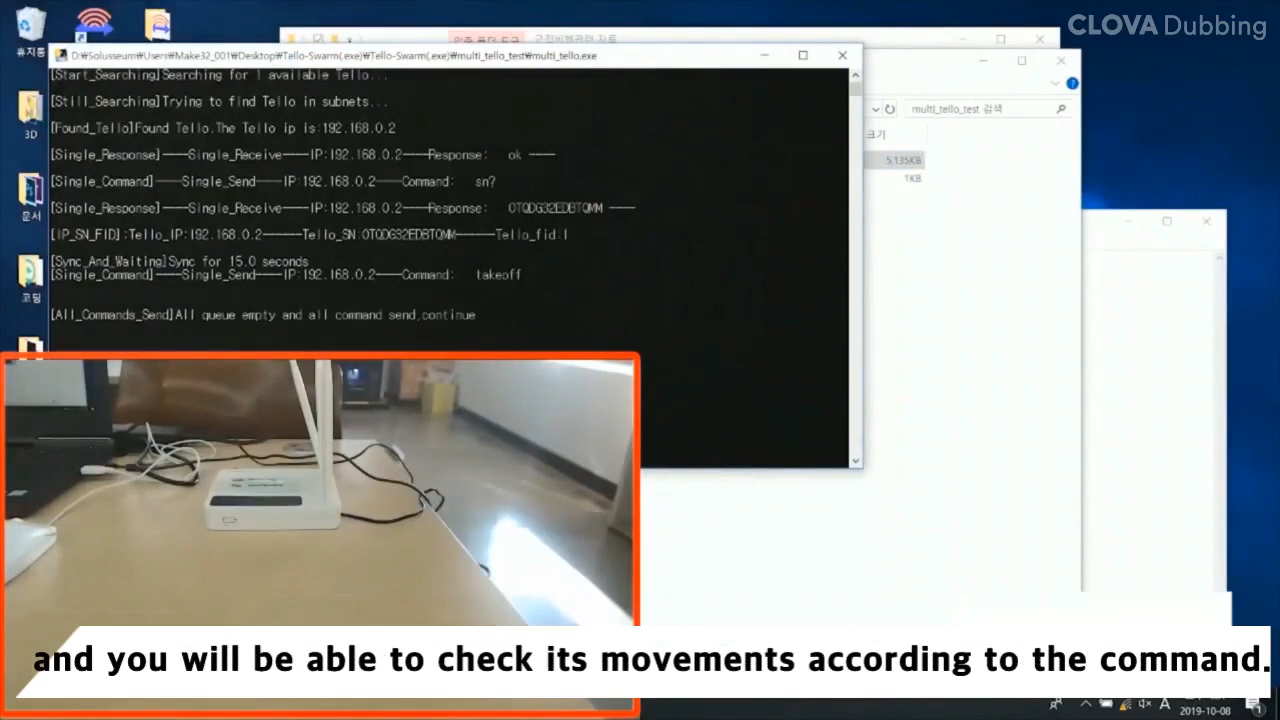 CLOVA Dubbing
휴지통
D:₩Solusseum₩Users₩Make32_001₩Desktop₩Tello-Swarm(.exe)₩Tello-Swarm(.exe)₩multi_tello_test₩multi_tello.exe
[Start_Searching]Searching for 1 available Tello...
[Still_Searching]Trying to find Tello in subnets...
[Found_Tello]Found Tello.The Tello ip is:192.168.0.2
[Single_Response]----Single_Receive----IP:192.168.0.2----Response: ok ----
[Single_Command]----Single_Send----IP:192.168.0.2----Command: sn?
[Single_Response]----Single_Receive----IP:192.168.0.2----Response: 0TQDG32EDBTQMM ----
[IP_SN_FID]:Tello_IP:192.168.0.2------Tello_SN:0TQDG32EDBTQMM------Tello_fid:1
[Sync_And_Waiting]Sync for 15.0 seconds
[Single_Command]----Single_Send----IP:192.168.0.2----Command: takeoff
[All_Commands_Send]All queue empty and all command send,continue
multi_tello_test 검색
크기
5,135KB
1KB
3D
문서
코딩
and you will be able to check its movements according to the command.
A
2019-10-08
1